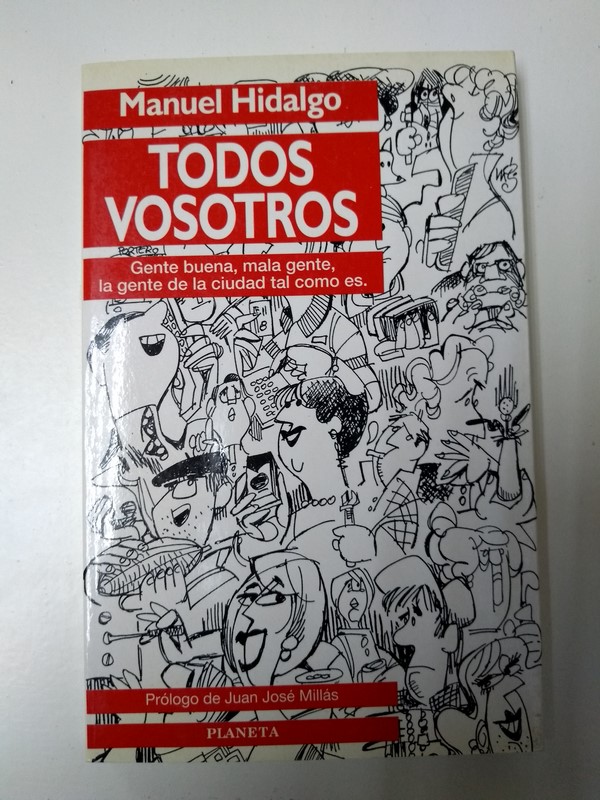 Manuel Hidalgo
TODOS
VOSOTROS
PORTERO
Gente buena, mala gente,
la gente de la ciudad tal como es.
Prólogo de Juan José Millás
PLANETA